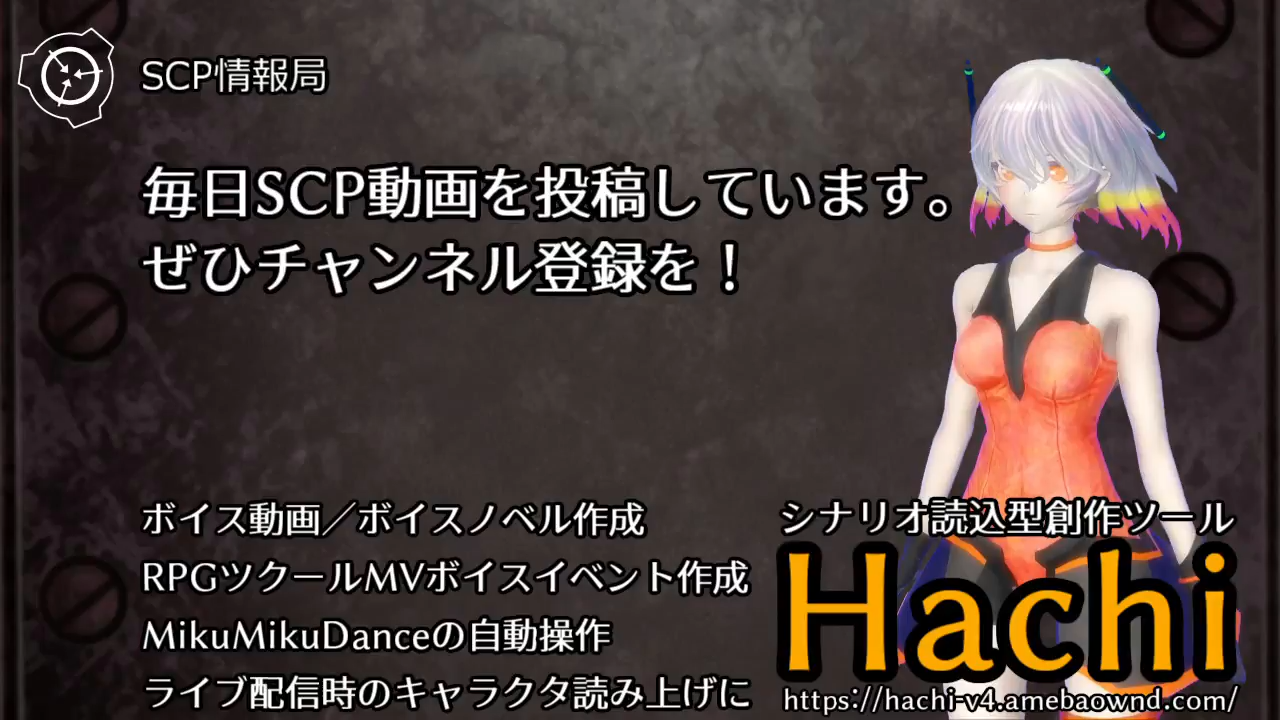 SCP情報局
毎日SCP動画を投稿しています。
ぜひチャンネル登録を！
ボイス動画／ボイスノベル作成
RPGツクールMVボイスイベント作成
MikuMikuDanceの自動操作
ライブ配信時のキャラクタ読み上げに
シナリオ読込型創作ツール
Hachi
https://hachi-v4.amebaownd.com/